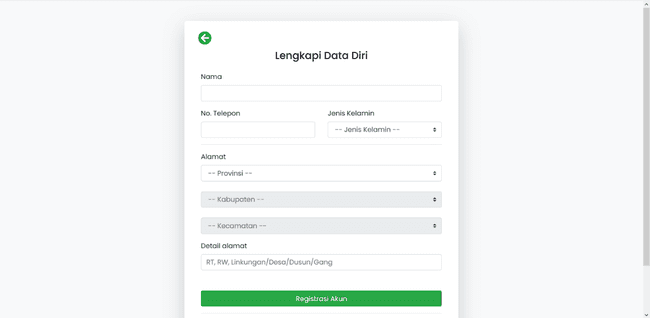 Lengkapi Data Diri
Nama
No. Telepon
Jenis Kelamin
-- Jenis Kelamin --
Alamat
-- Provinsi --
-- Kabupaten --
-- Kecamatan --
Detail alamat
RT, RW, Linkungan/Desa/Dusun/Gang
Registrasi Akun